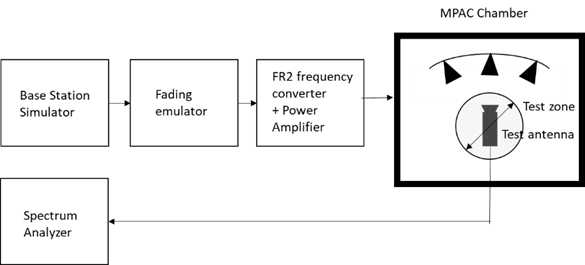 MPAC Chamber
Base Station
Simulator
Fading
emulator
FR2 frequency
converter
+ Power
Amplifier
Test zone
Test antenna
Spectrum
Analyzer